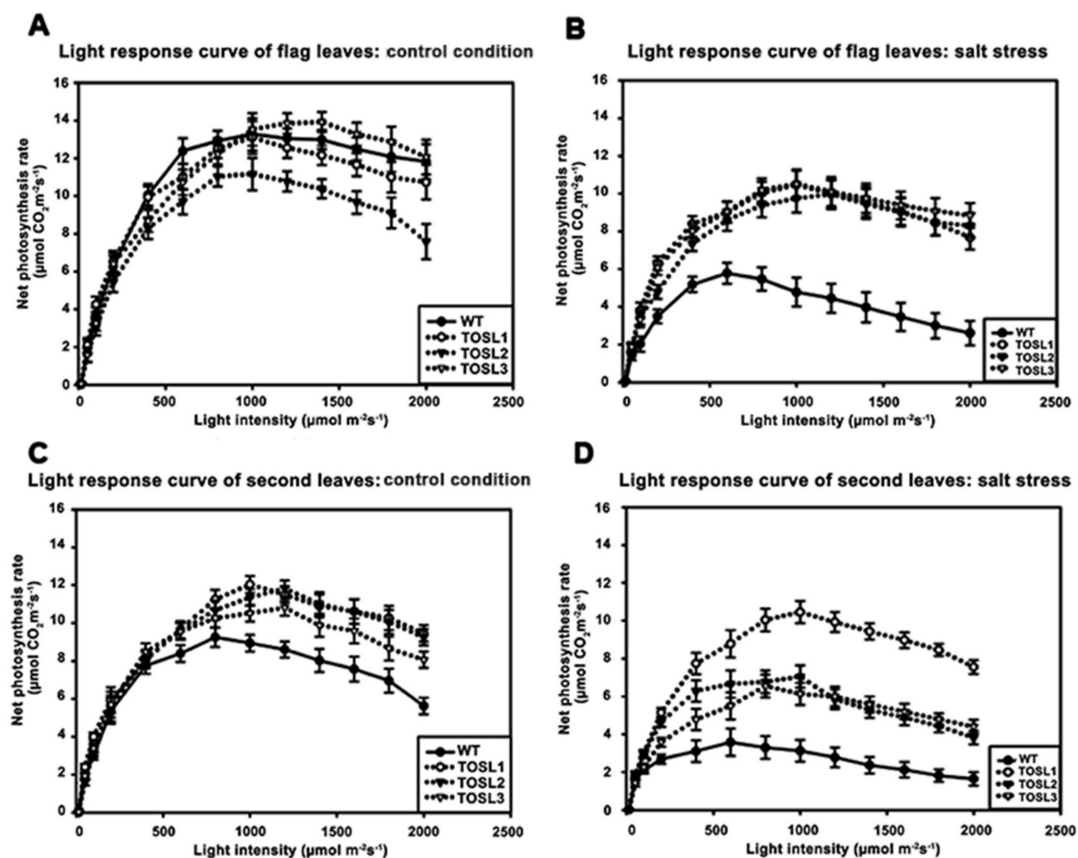 A
Light response curve of flag leaves: control condition
Net photosynthesis rate
(µmol CO₂m⁻²s⁻¹)
16
14
12
10
8
6
4
2
0
0
500
1000
1500
2000
2500
Light intensity (µmol m⁻²s⁻¹)
WT
TOSL1
TOSL2
TOSL3
B
Light response curve of flag leaves: salt stress
Net photosynthesis rate
(µmol CO₂m⁻²s⁻¹)
16
14
12
10
8
6
4
2
0
0
500
1000
1500
2000
2500
Light intensity (µmol m⁻²s⁻¹)
WT
TOSL1
TOSL2
TOSL3
C
Light response curve of second leaves: control condition
Net photosynthesis rate
(µmol CO₂m⁻²s⁻¹)
16
14
12
10
8
6
4
2
0
0
500
1000
1500
2000
2500
Light intensity (µmol m⁻²s⁻¹)
WT
TOSL1
TOSL2
TOSL3
D
Light response curve of second leaves: salt stress
Net photosynthesis rate
(µmol CO₂m⁻²s⁻¹)
16
14
12
10
8
6
4
2
0
0
500
1000
1500
2000
2500
Light intensity (µmol m⁻²s⁻¹)
WT
TOSL1
TOSL2
TOSL3